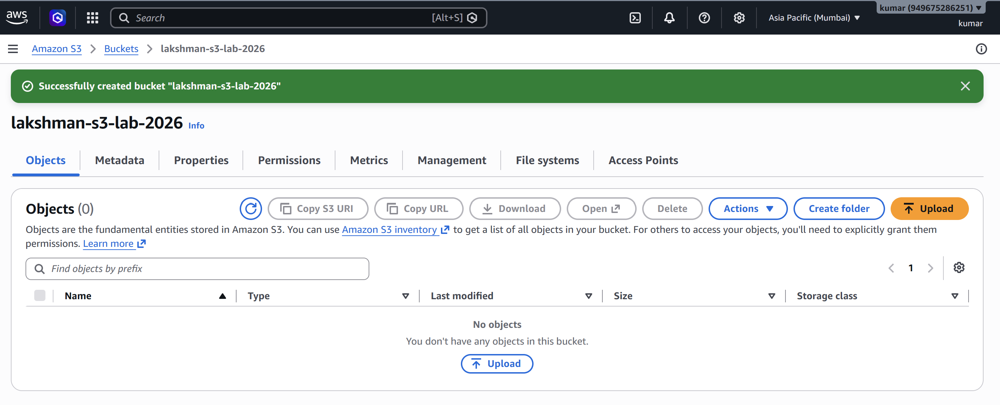 aws
Search [Alt+S]
Asia Pacific (Mumbai)
kumar (949675286251)
kumar
Amazon S3 Buckets lakshman-s3-lab-2026
Successfully created bucket "lakshman-s3-lab-2026"
lakshman-s3-lab-2026 Info
Objects Metadata Properties Permissions Metrics Management File systems Access Points
Objects (0) Copy S3 URI Copy URL Download Open Delete Actions Create folder Upload
Objects are the fundamental entities stored in Amazon S3. You can use Amazon S3 inventory to get a list of all objects in your bucket. For others to access your objects, you'll need to explicitly grant them
permissions. Learn more
Find objects by prefix 1
Name Type Last modified Size Storage class
No objects
You don't have any objects in this bucket.
Upload